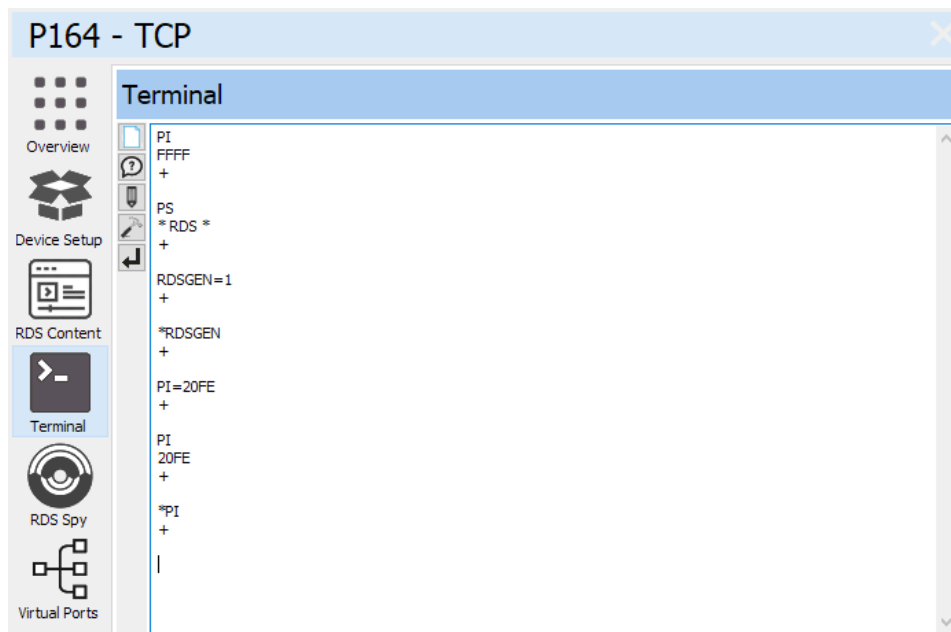 P164 - TCP
Overview
Device Setup
RDS Content
Terminal
RDS Spy
Virtual Ports
Terminal
PI
FFFF
+
PS
* RDS *
+
RDSGEN=1
+
*RDSGEN
+
PI=20FE
+
PI
20FE
+
*PI
+